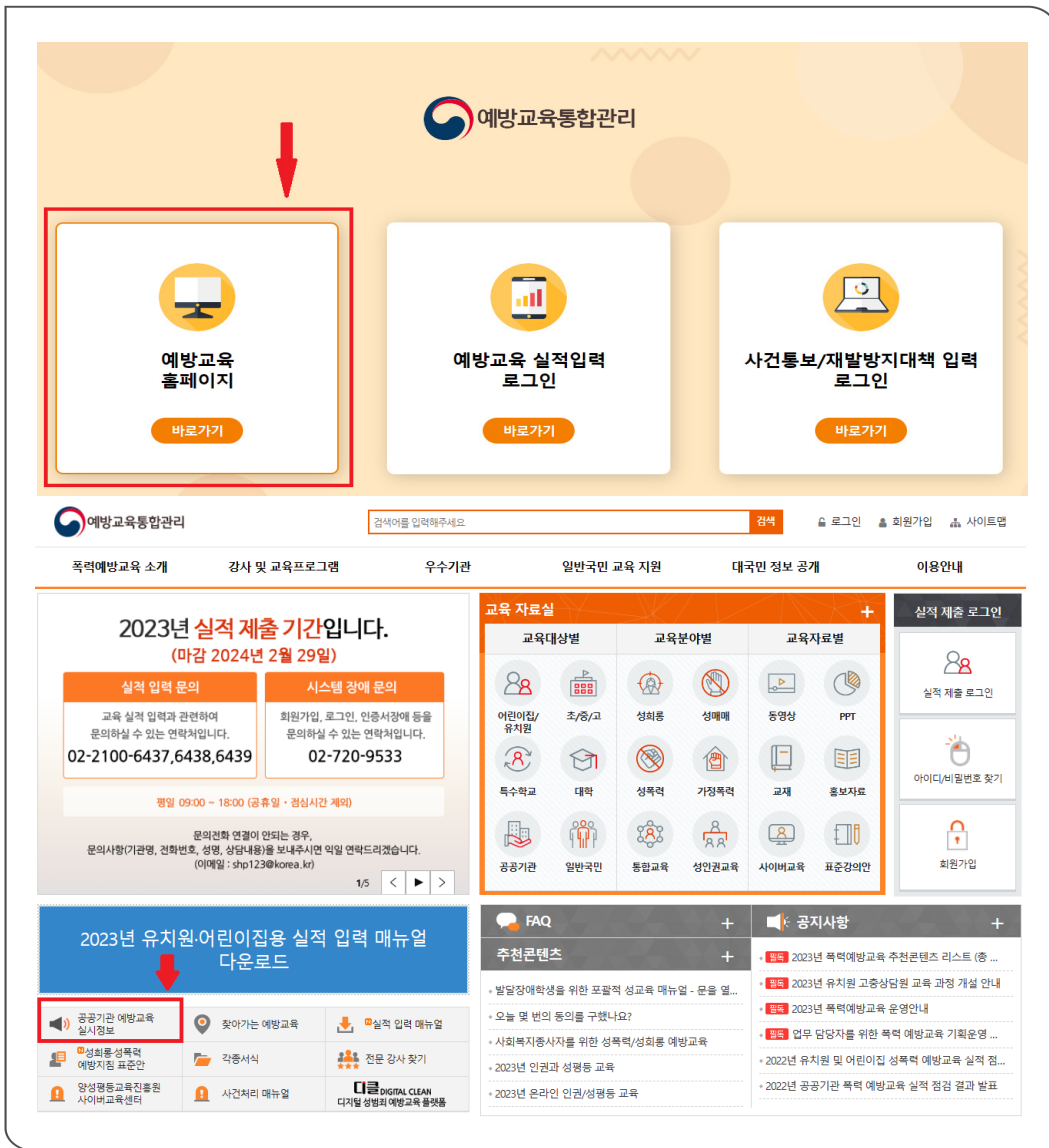 예방교육통합관리
예방교육
홈페이지
바로가기
예방교육 실적입력
로그인
바로가기
사건통보/재발방지대책 입력
로그인
바로가기
예방교육통합관리
검색어를 입력해주세요
검색
로그인
회원가입
사이트맵
폭력예방교육 소개
강사 및 교육프로그램
우수기관
일반국민 교육 지원
대국민 정보 공개
이용안내
2023년 실적 제출 기간입니다.
(마감 2024년 2월 29일)
실적 입력 문의
교육 실적 입력과 관련하여
문의하실 수 있는 연락처입니다.
02-2100-6437,6438,6439
시스템 장애 문의
회원가입, 로그인, 인증서장애 등을
문의하실 수 있는 연락처입니다.
02-720-9533
평일 09:00 ~ 18:00 (공휴일・점심시간 제외)
문의전화 연결이 안되는 경우,
문의사항(기관명, 전화번호, 성명, 상담내용)을 보내주시면 익일 연락드리겠습니다.
(이메일 : shp123@korea.kr)
1/5
교육 자료실
교육대상별
교육분야별
교육자료별
어린이집/
유치원
초/중/고
성희롱
성매매
동영상
PPT
특수학교
대학
성폭력
가정폭력
교재
홍보자료
공공기관
일반국민
통합교육
성인권교육
사이버교육
표준강의안
실적 제출 로그인
실적 제출 로그인
아이디/비밀번호 찾기
회원가입
2023년 유치원·어린이집용 실적 입력 매뉴얼
다운로드
공공기관 예방교육
실시정보
찾아가는 예방교육
실적 입력 매뉴얼
성희롱·성폭력
예방지침 표준안
각종서식
전문 강사 찾기
양성평등교육진흥원
사이버교육센터
사건처리 매뉴얼
디클 DIGITAL CLEAN
디지털 성범죄 예방교육 플랫폼
FAQ
추천콘텐츠
발달장애학생을 위한 포괄적 성교육 매뉴얼 - 문을 열...
오늘 몇 번의 동의를 구했나요?
사회복지종사자를 위한 성폭력/성희롱 예방교육
2023년 인권과 성평등 교육
2023년 온라인 인권/성평등 교육
공지사항
필독 2023년 폭력예방교육 추천콘텐츠 리스트 (총 ...
필독 2023년 유치원 고충상담원 교육 과정 개설 안내
필독 2023년 폭력예방교육 운영안내
필독 업무 담당자를 위한 폭력 예방교육 기획운영 ...
2022년 유치원 및 어린이집 성폭력 예방교육 실적 점...
2022년 공공기관 폭력 예방교육 실적 점검 결과 발표